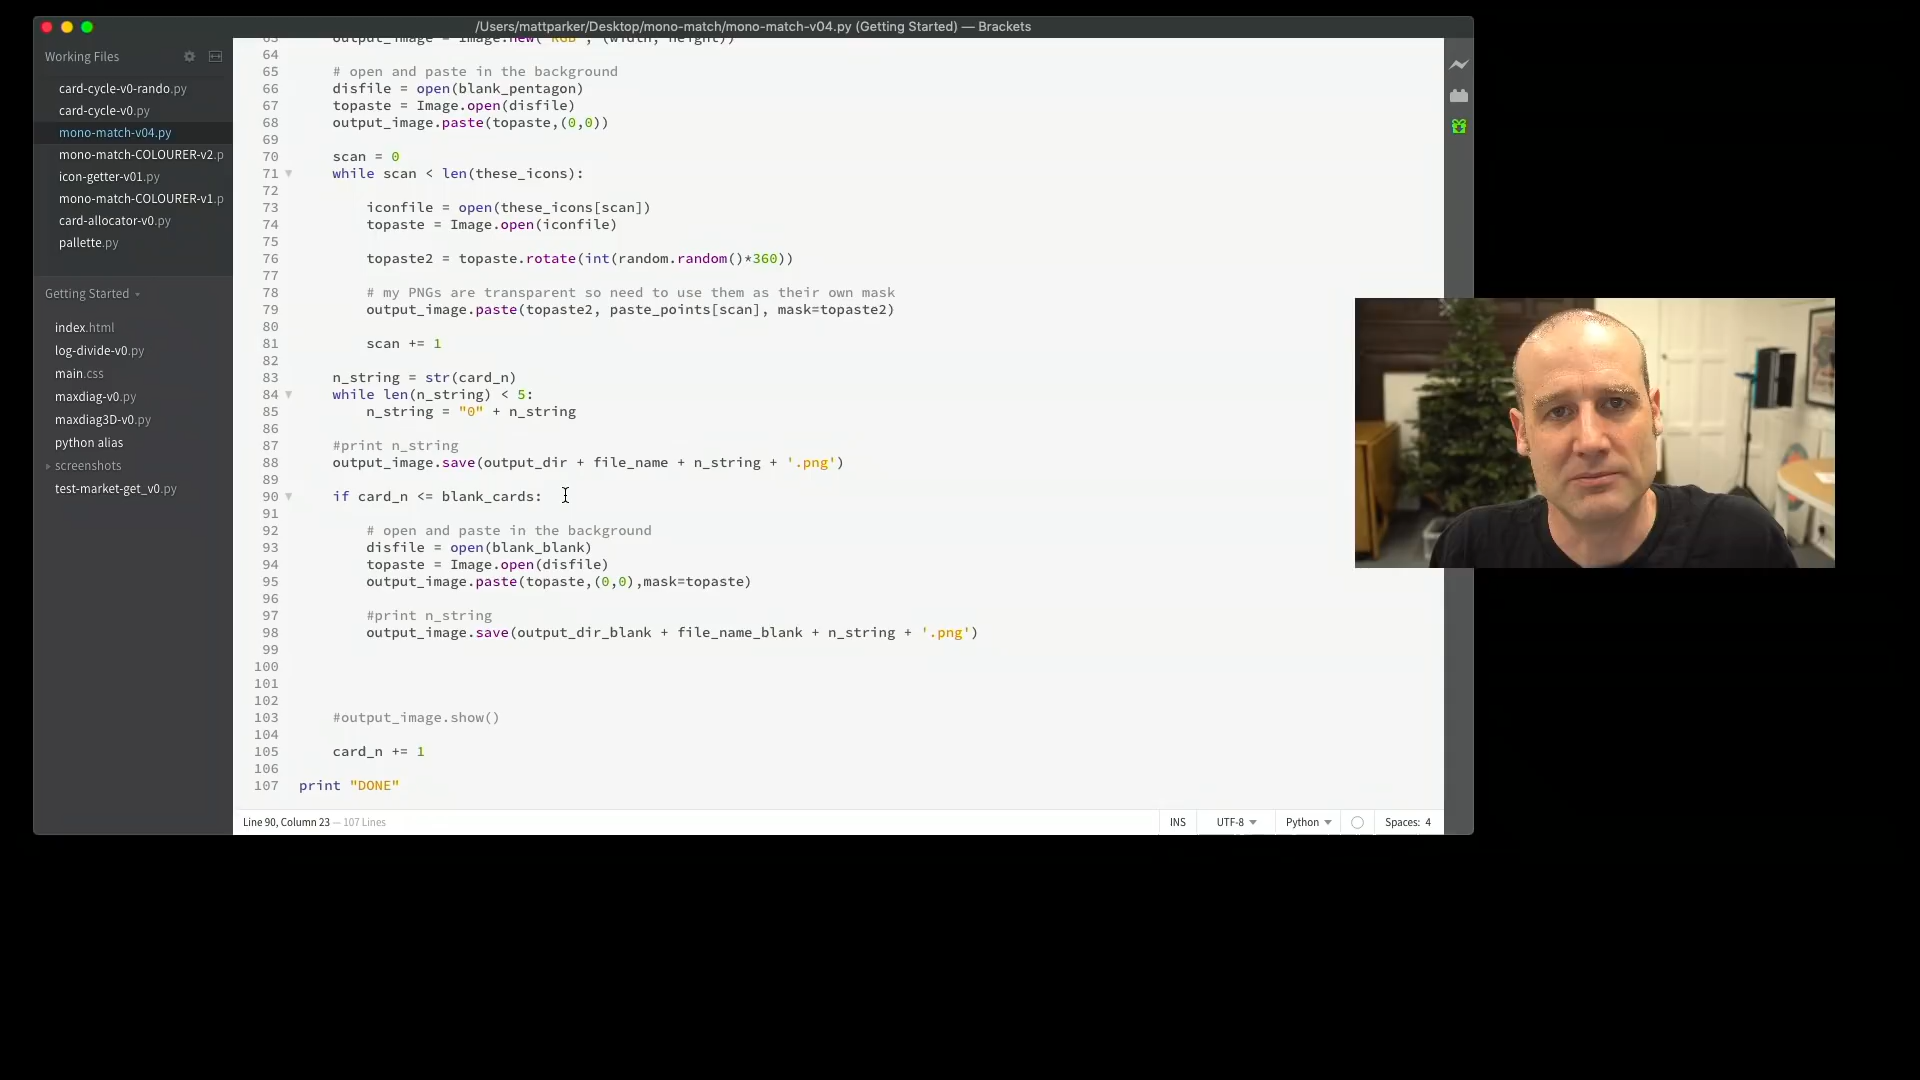 /Users/mattparker/Desktop/mono-match/mono-match-v04.py (Getting Started) — Brackets
Working Files
card-cycle-v0-rando.py
card-cycle-v0.py
mono-match-v04.py
mono-match-COLOURER-v2.p
icon-getter-v01.py
mono-match-COLOURER-v1.p
card-allocator-v0.py
pallette.py
Getting Started
index.html
log-divide-v0.py
main.css
maxdiag-v0.py
maxdiag3D-v0.py
python alias
screenshots
test-market-get_v0.py
63 output_image = Image.new("RGB", (width, height))
64
65 # open and paste in the background
66 disfile = open(blank_pentagon)
67 topaste = Image.open(disfile)
68 output_image.paste(topaste,(0,0))
69
70 scan = 0
71 while scan < len(these_icons):
72
73 iconfile = open(these_icons[scan])
74 topaste = Image.open(iconfile)
75
76 topaste2 = topaste.rotate(int(random.random()*360))
77
78 # my PNGs are transparent so need to use them as their own mask
79 output_image.paste(topaste2, paste_points[scan], mask=topaste2)
80
81 scan += 1
82
83 n_string = str(card_n)
84 while len(n_string) < 5:
85 n_string = "0" + n_string
86
87 #print n_string
88 output_image.save(output_dir + file_name + n_string + '.png')
89
90 if card_n <= blank_cards:
91
92 # open and paste in the background
93 disfile = open(blank_blank)
94 topaste = Image.open(disfile)
95 output_image.paste(topaste,(0,0),mask=topaste)
96
97 #print n_string
98 output_image.save(output_dir_blank + file_name_blank + n_string + '.png')
99
100
101
102
103 #output_image.show()
104
105 card_n += 1
106
107 print "DONE"
Line 90, Column 23 — 107 Lines
INS
UTF-8
Python
Spaces: 4